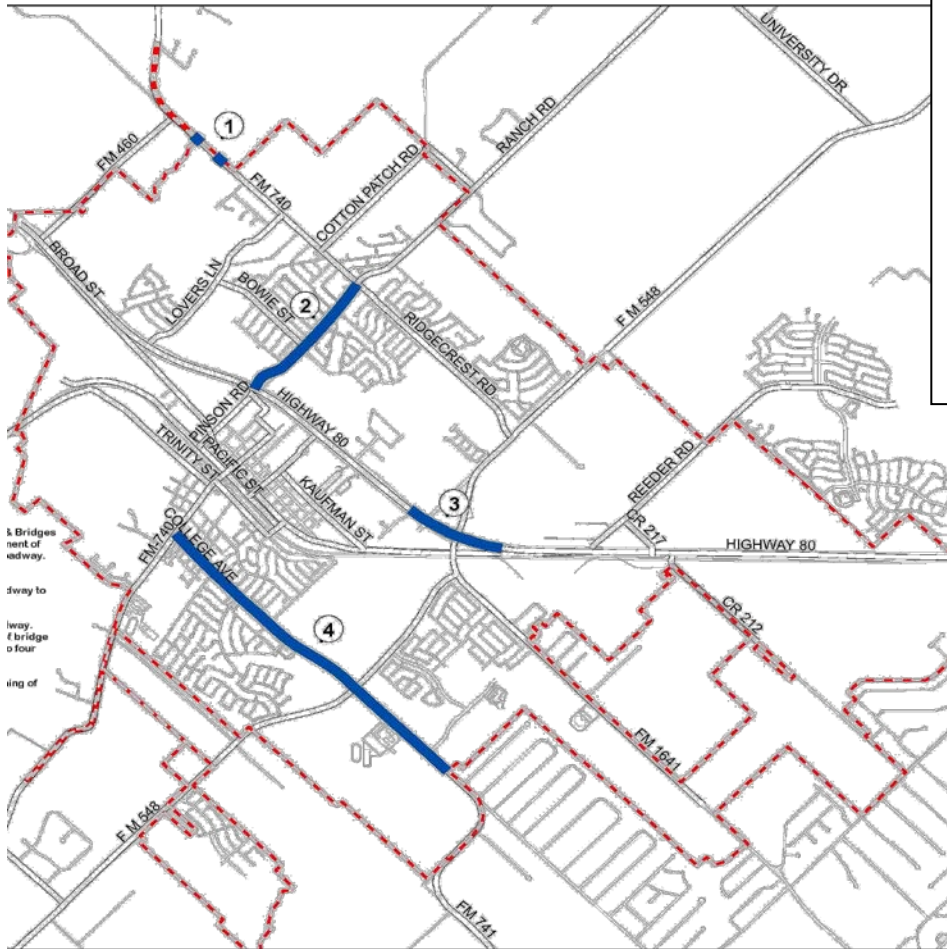 UNIVERSITY DR
1
RANCH RD
FM 460
COTTON PATCH RD
FM 740
BROAD ST
LOVERS LN
BOWIE ST
2
F M 548
RIDGECREST RD
PINSON RD
HIGHWAY 80
TRINITY ST
PACIFIC ST
KAUFMAN ST
3
REEDER RD
CR 217
HIGHWAY 80
& Bridges
ment of
oadway.
dway to
lway.
f bridge
o four
ning of
FM-740
COLLEGE AVE
4
CR 212
FM 1641
F M 548
FM 741